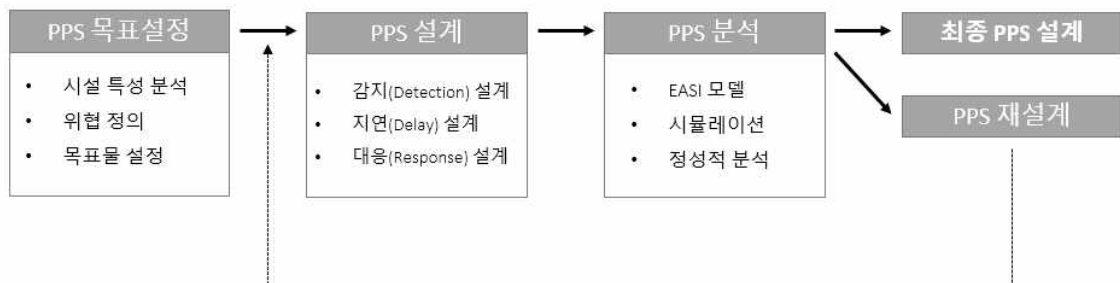 PPS 목표설정
• 시설 특성 분석
• 위협 정의
• 목표물 설정
PPS 설계
• 감지(Detection) 설계
• 지연(Delay) 설계
• 대응(Response) 설계
PPS 분석
• EASI 모델
• 시뮬레이션
• 정성적 분석
최종 PPS 설계
PPS 재설계